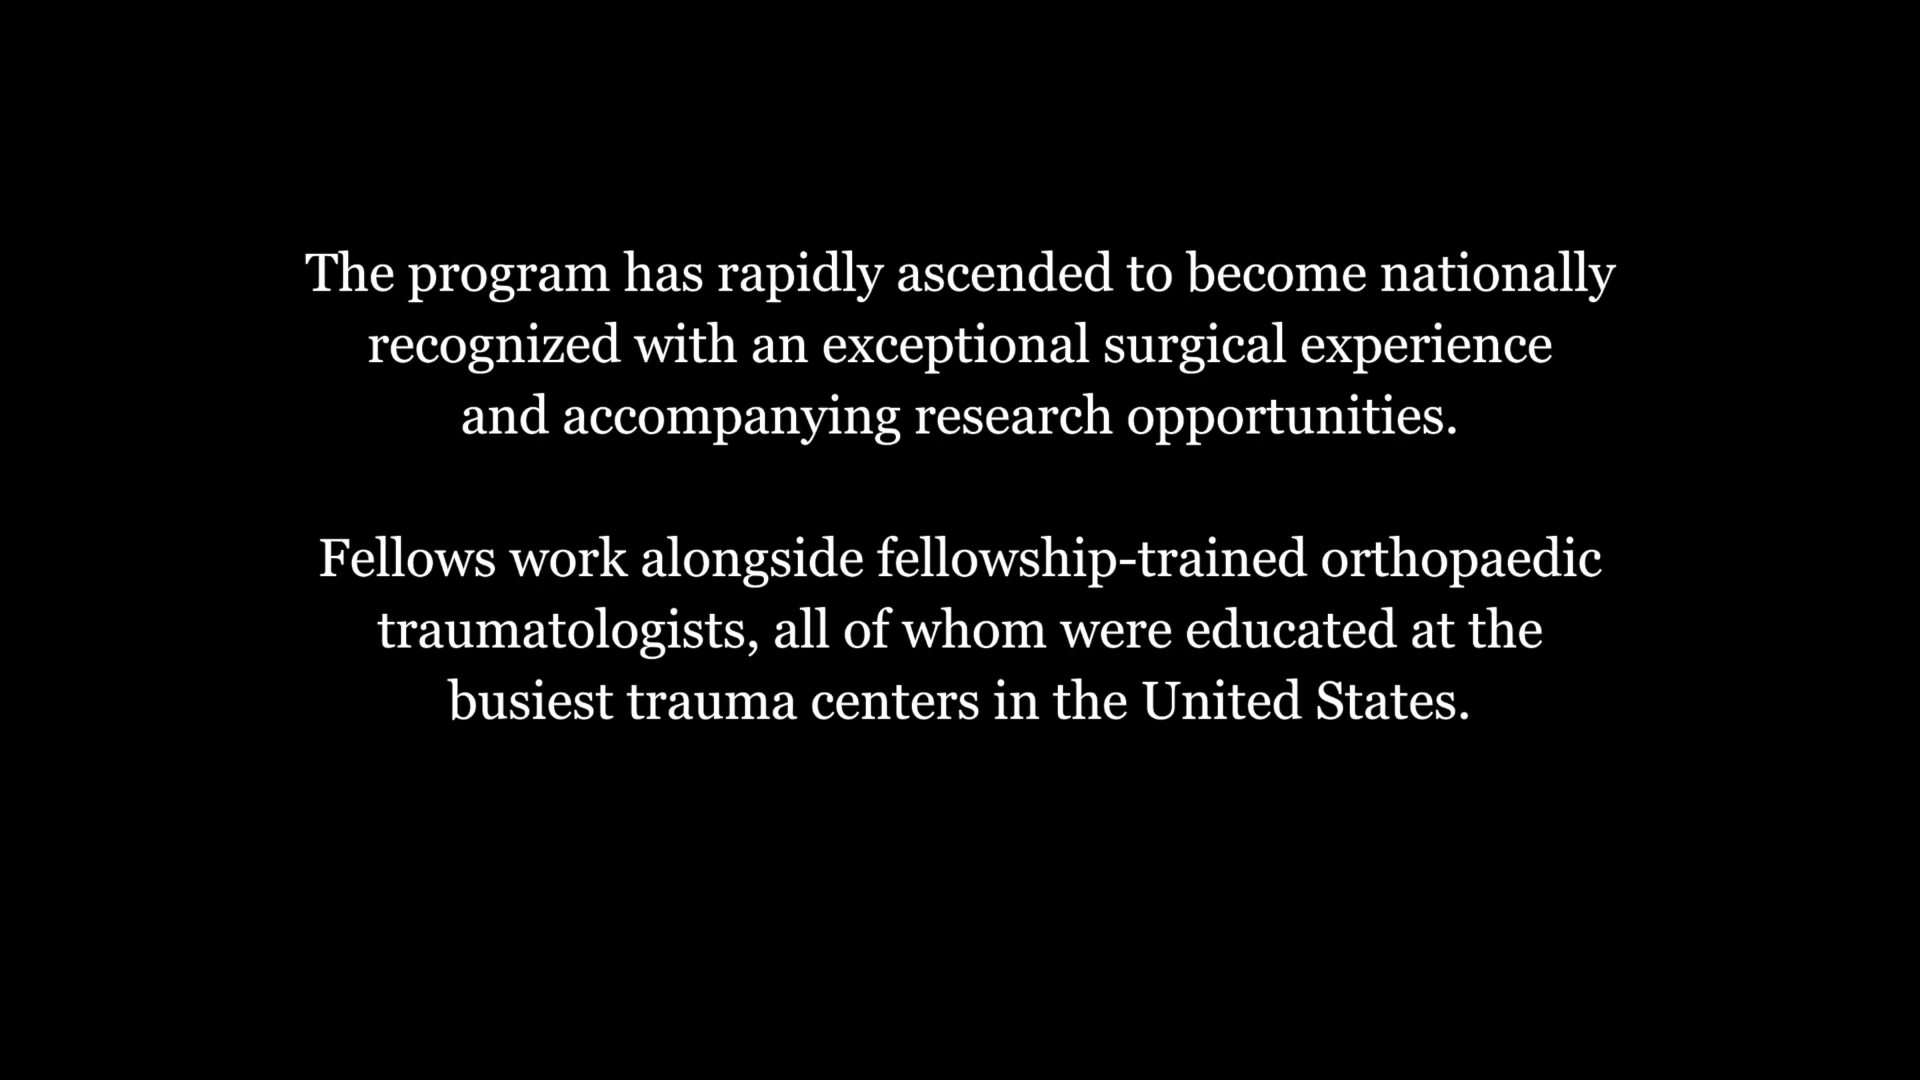 The program has rapidly ascended to become nationally
recognized with an exceptional surgical experience
and accompanying research opportunities.
Fellows work alongside fellowship-trained orthopaedic
traumatologists, all of whom were educated at the
busiest trauma centers in the United States.